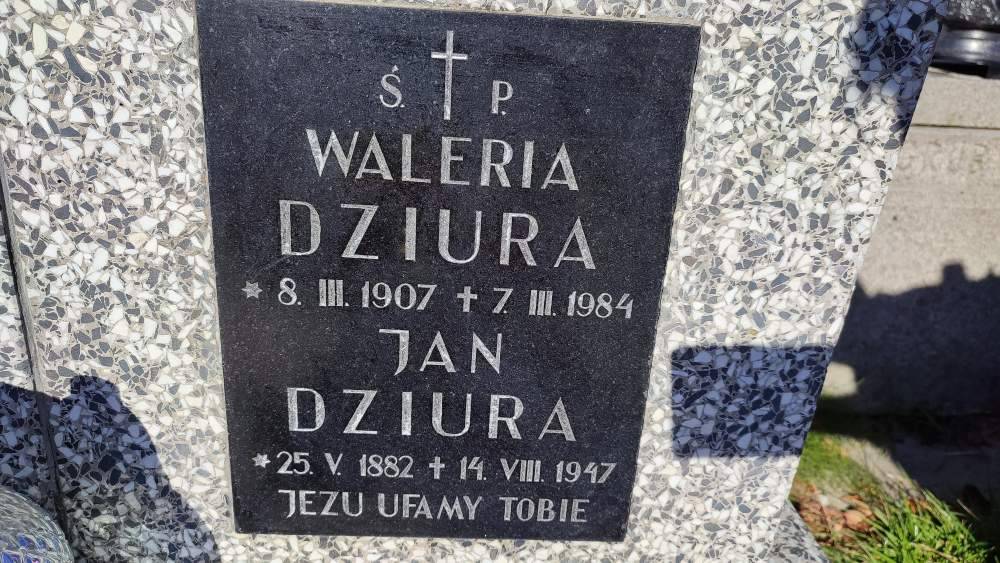 Ś. P.
WALERIA
DZIURA
* 8. III. 1907 + 7. III. 1984
JAN
DZIURA
* 25. V. 1882 + 14. VIII. 1947
JEZU UFAMY TOBIE